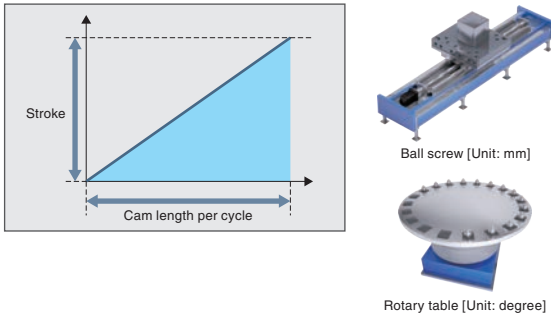 Stroke
Cam length per cycle
Ball screw [Unit: mm]
Rotary table [Unit: degree]